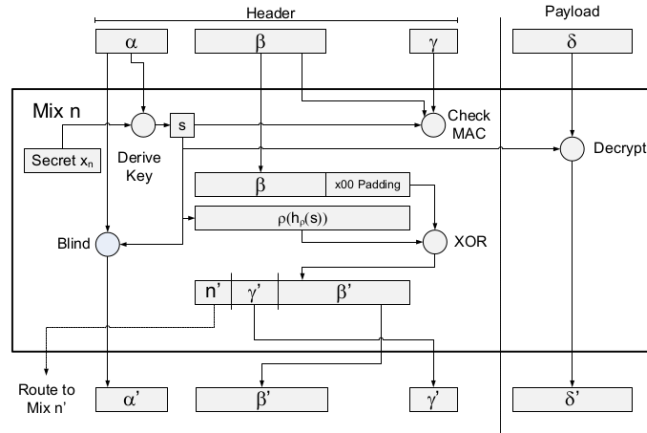 Header
Payload
α
β
γ
δ
Mix n
s
Check
MAC
Secret xₙ
Derive
Key
Decrypt
β
x00 Padding
ρ(hᵨ(s))
Blind
XOR
n'
γ'
β'
Route to
Mix n'
α'
β'
γ'
δ'